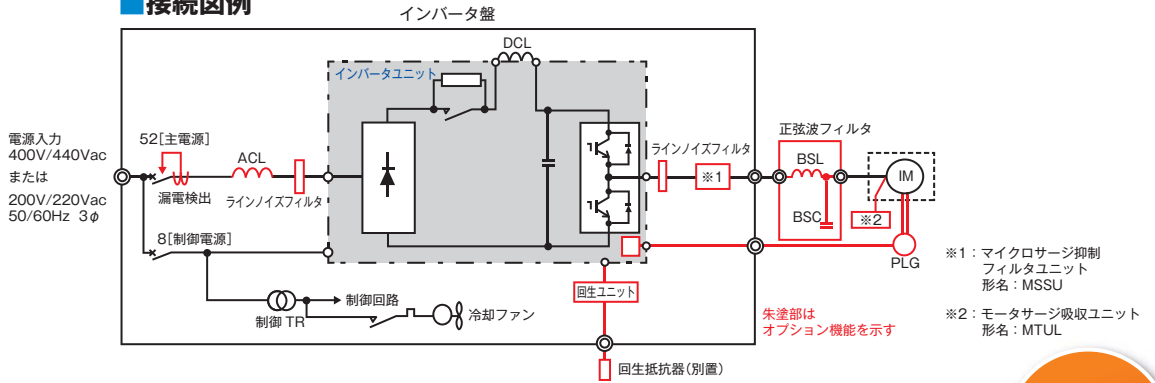 ■接続図例
インバータ盤
DCL
インバータユニット
電源入力
400V/440Vac
または
200V/220Vac
50/60Hz 3φ
52[主電源]
漏電検出
ACL
ラインノイズフィルタ
8[制御電源]
制御 TR
制御回路
冷却ファン
ラインノイズフィルタ
※1
回生ユニット
回生抵抗器(別置)
正弦波フィルタ
BSL
BSC
IM
※2
PLG
朱塗部は
オプション機能を示す
※1：マイクロサージ抑制
フィルタユニット
形名：MSSU
※2：モータサージ吸収ユニット
形名：MTUL